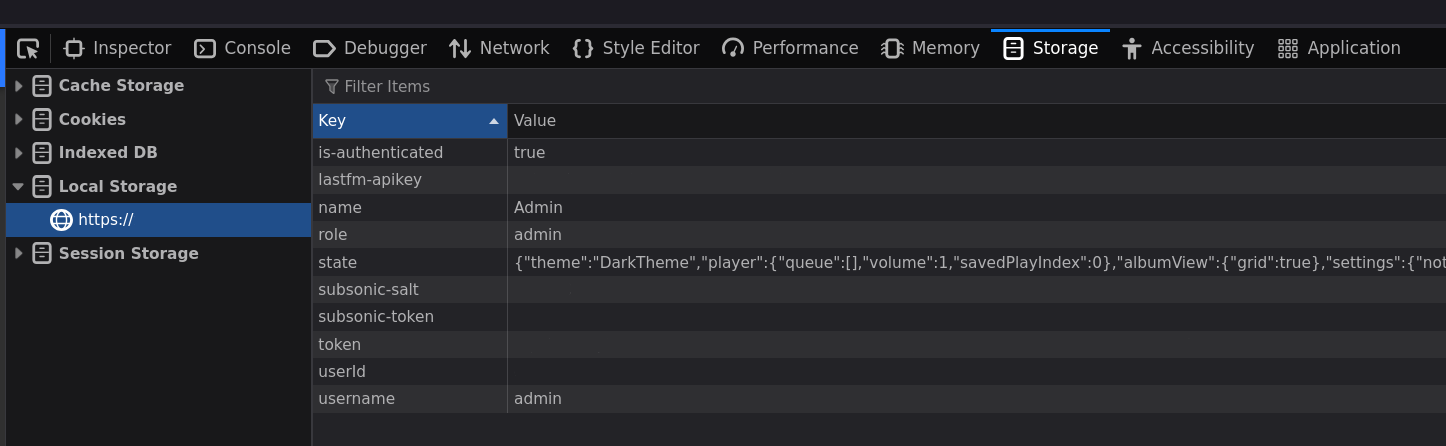 Inspector Console Debugger Network Style Editor Performance Memory Storage Accessibility Application
Cache Storage
Cookies
Indexed DB
Local Storage
https://
Session Storage
Filter Items
Key Value
is-authenticated true
lastfm-apikey
name Admin
role admin
state {"theme":"DarkTheme","player":{"queue":[],"volume":1,"savedPlayIndex":0},"albumView":{"grid":true},"settings":{"not
subsonic-salt
subsonic-token
token
userId
username admin